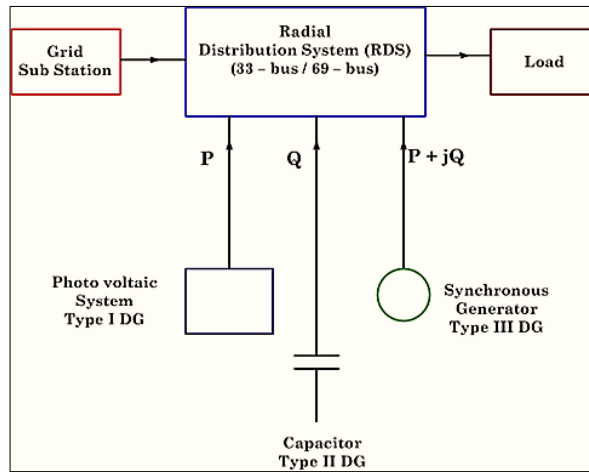 Grid
Sub Station
Radial
Distribution System (RDS)
(33 – bus / 69 – bus)
Load
P
Q
P + jQ
Photo voltaic
System
Type I DG
Synchronous
Generator
Type III DG
Capacitor
Type II DG